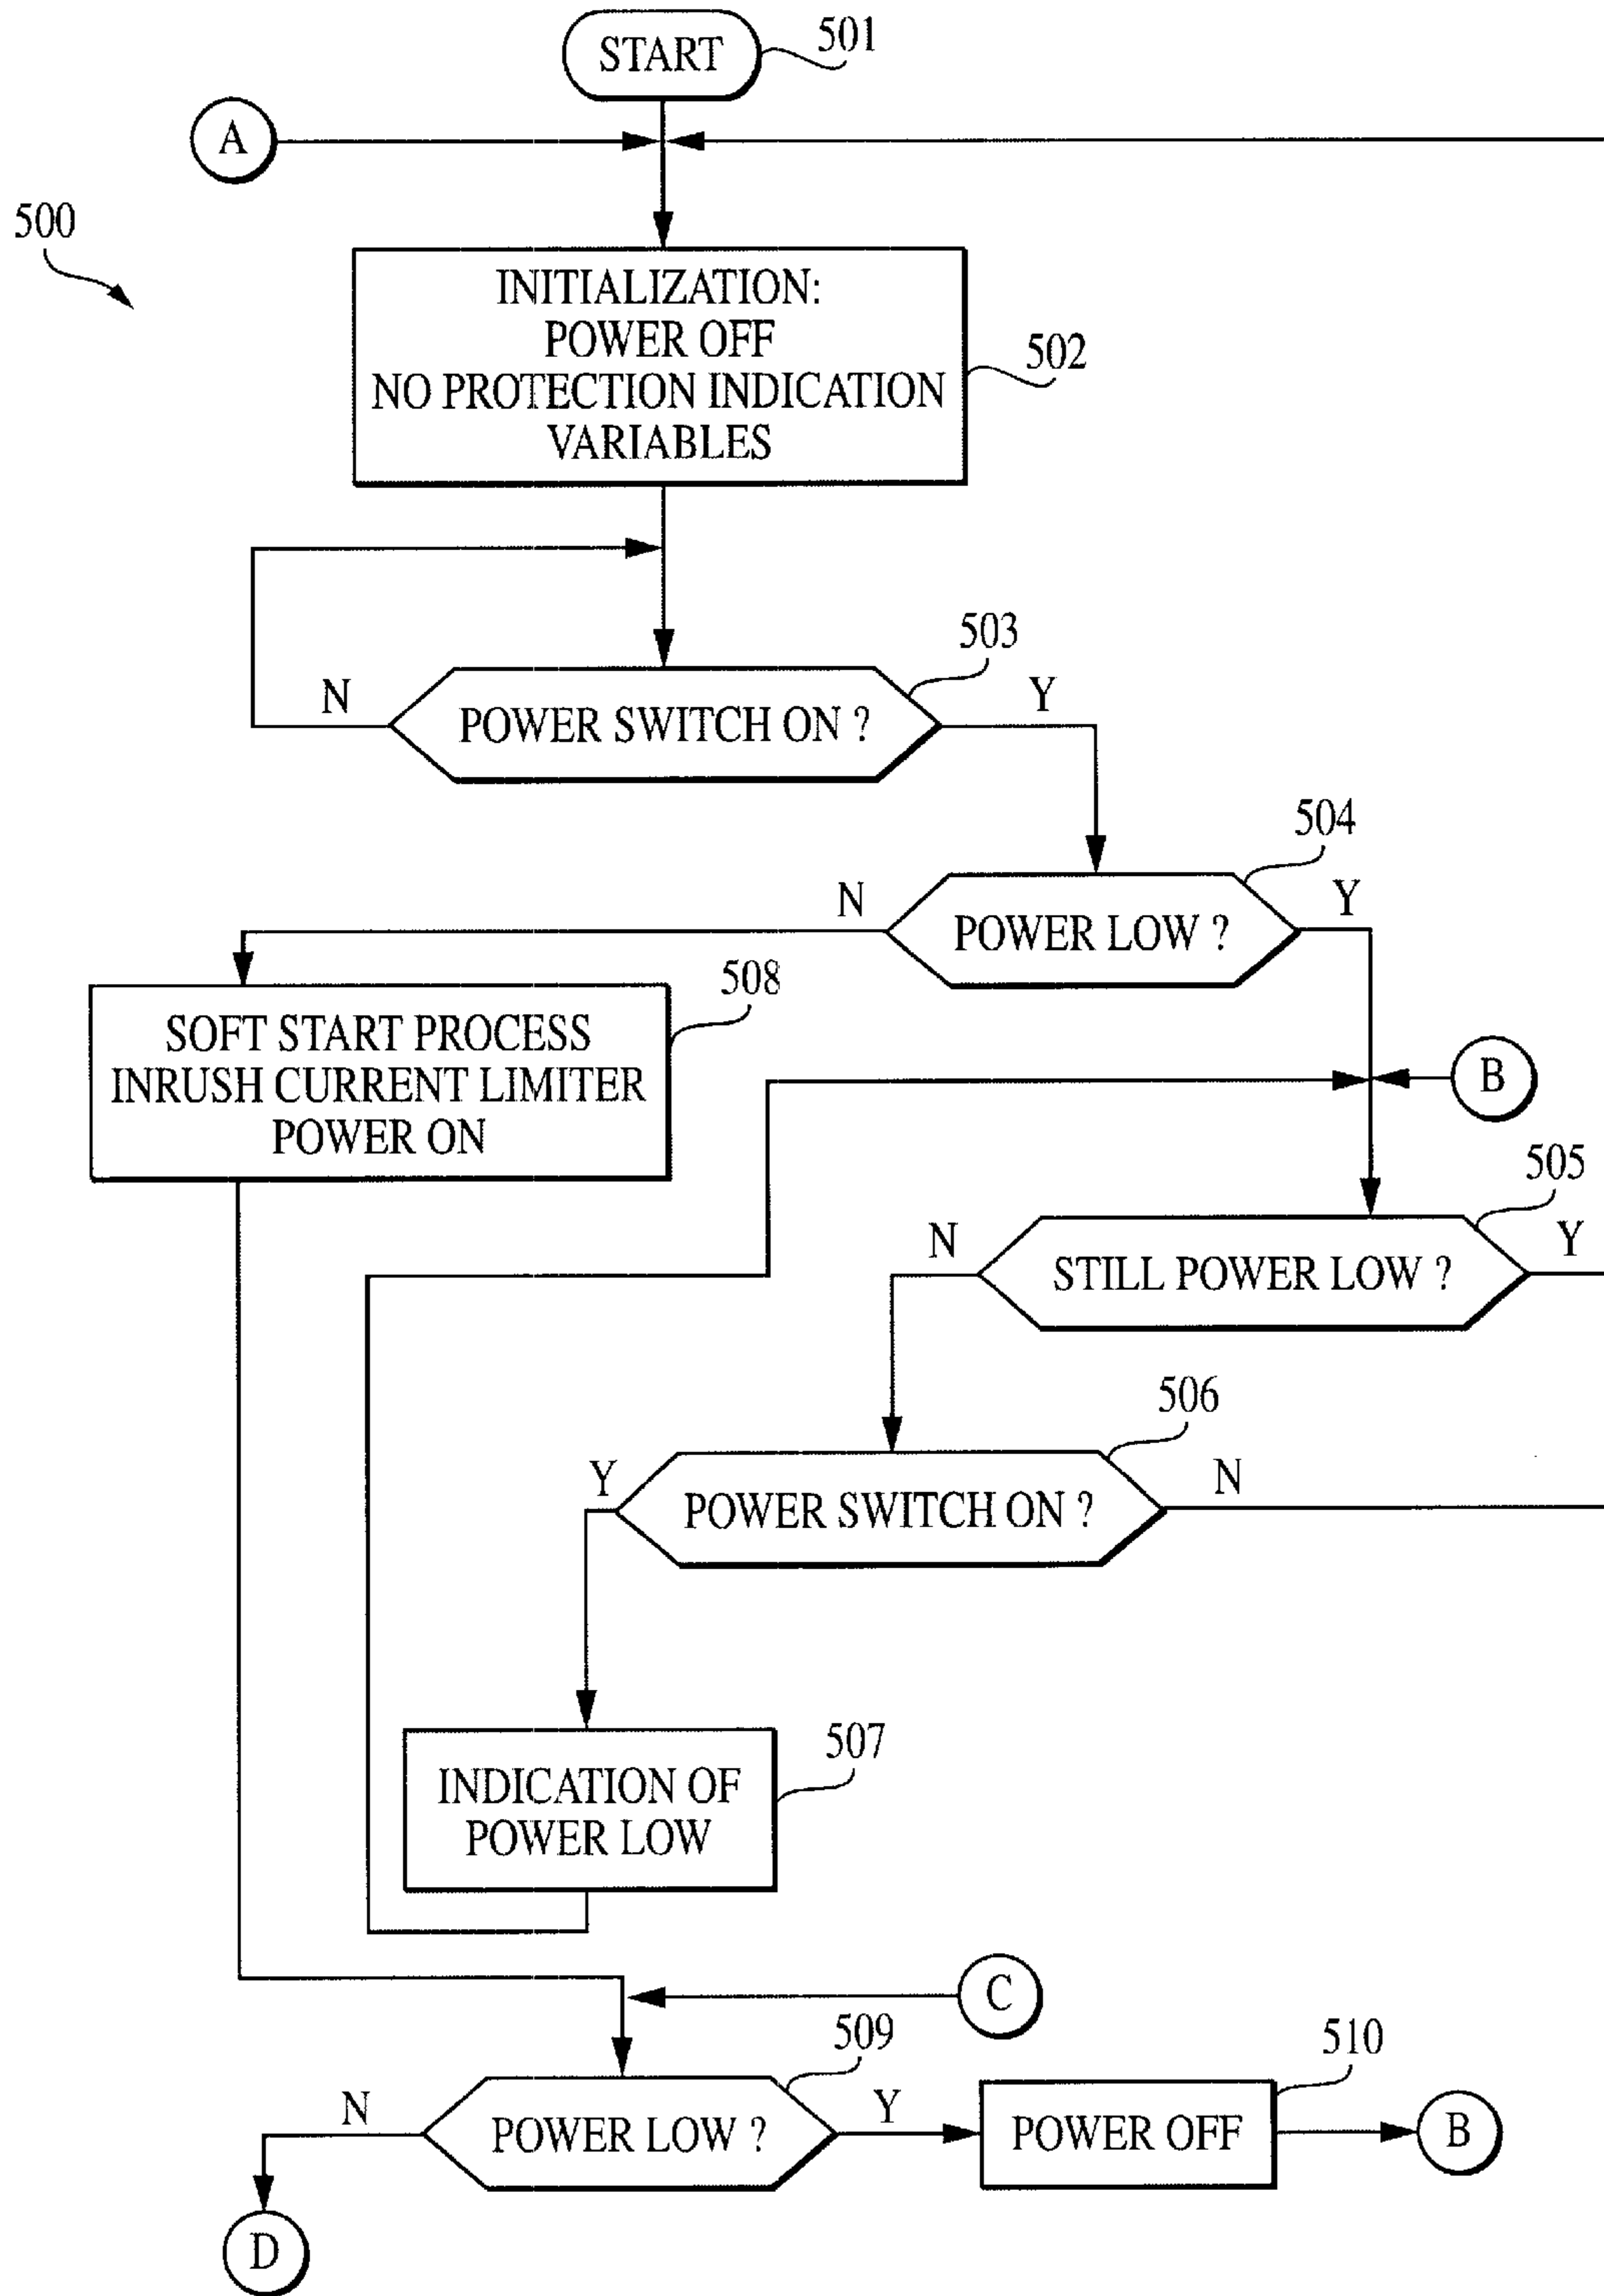 START
501
A
500
INITIALIZATION:
POWER OFF
NO PROTECTION INDICATION
VARIABLES
502
503
N
POWER SWITCH ON ?
Y
504
N
POWER LOW ?
Y
508
SOFT START PROCESS
INRUSH CURRENT LIMITER
POWER ON
B
505
N
STILL POWER LOW ?
Y
506
Y
POWER SWITCH ON ?
N
507
INDICATION OF
POWER LOW
C
509
510
N
POWER LOW ?
Y
POWER OFF
B
D